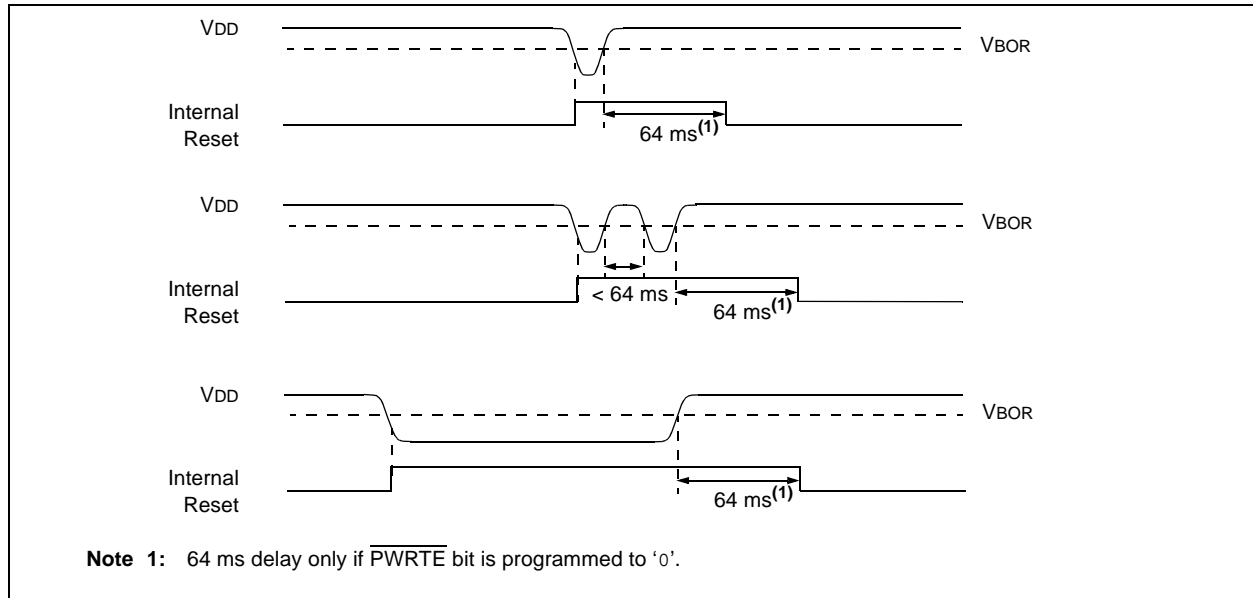 VDD
VBOR
Internal
Reset
64 ms(1)
VDD
VBOR
Internal
Reset
< 64 ms
64 ms(1)
VDD
VBOR
Internal
Reset
64 ms(1)
Note 1: 64 ms delay only if PWRTE bit is programmed to ‘0’.